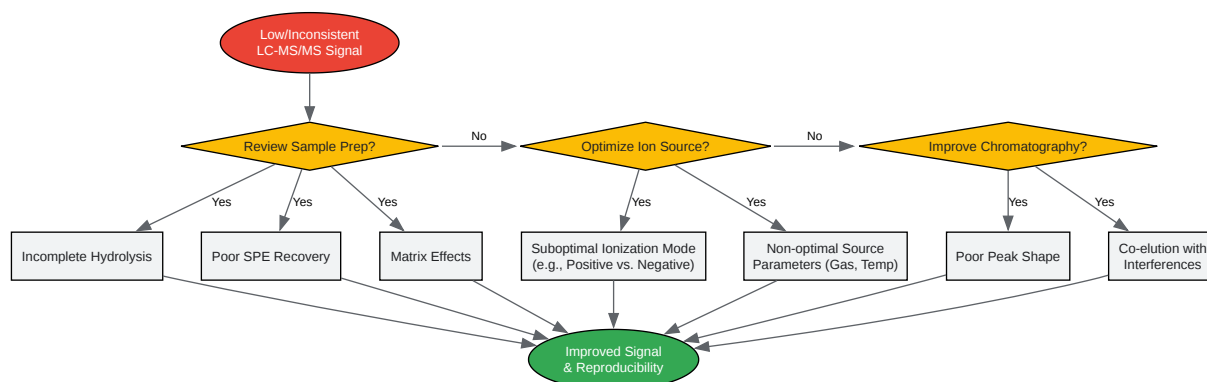 Low/Inconsistent
LC-MS/MS Signal
Review Sample Prep?
No
Optimize Ion Source?
No
Improve Chromatography?
Yes
Yes
Yes
Yes
Yes
Yes
Yes
Incomplete Hydrolysis
Poor SPE Recovery
Matrix Effects
Suboptimal Ionization Mode
(e.g., Positive vs. Negative)
Non-optimal Source
Parameters (Gas, Temp)
Poor Peak Shape
Co-elution with
Interferences
Improved Signal
& Reproducibility